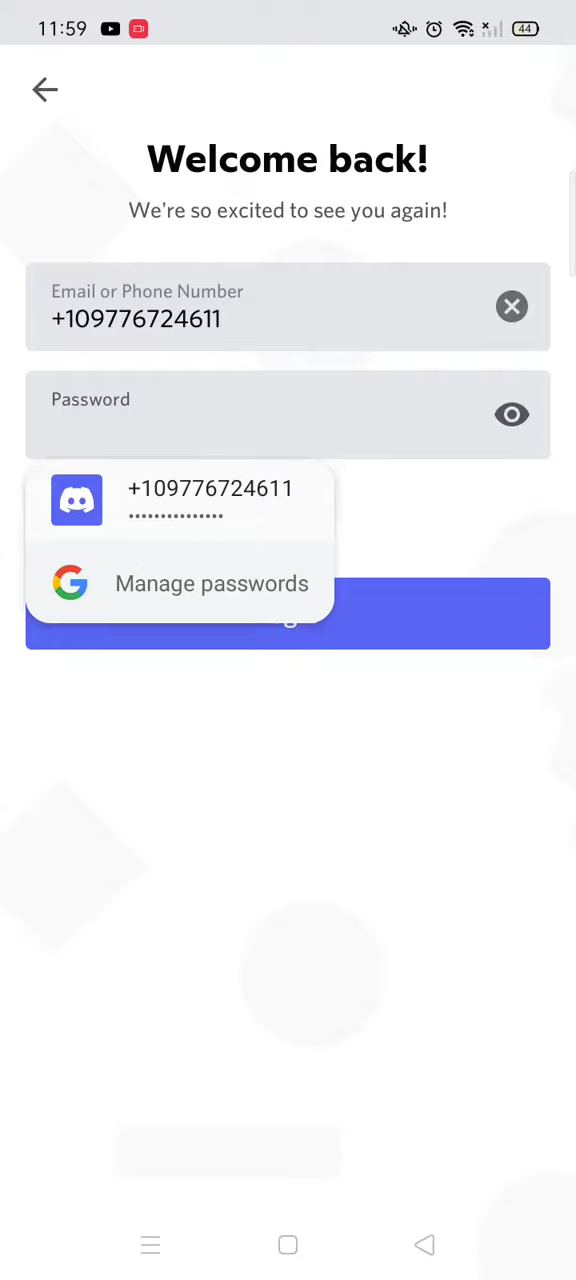 11:59
44
Welcome back!
We're so excited to see you again!
Email or Phone Number
+109776724611
Password
+109776724611
•••••••••••••••
Manage passwords